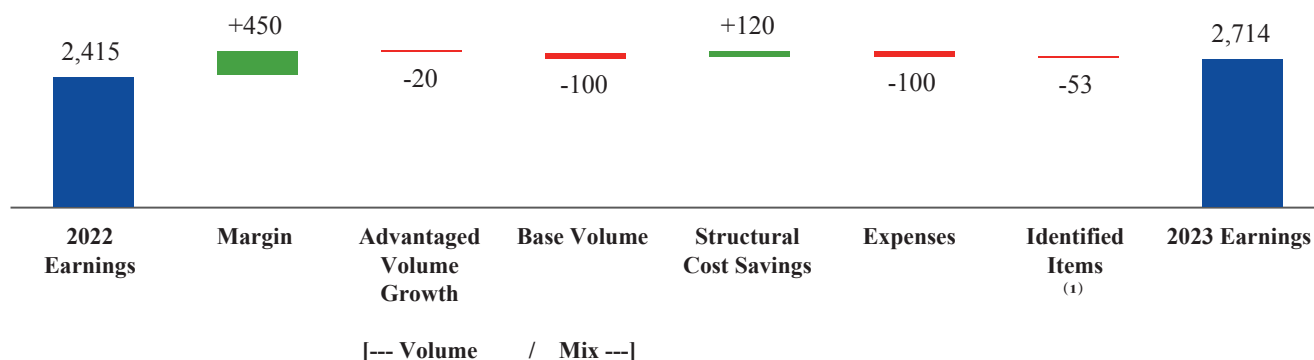 2,415
+450
-20
-100
+120
-100
-53
2,714
2022
Earnings
Margin
Advantaged
Volume
Growth
Base Volume
Structural
Cost Savings
Expenses
Identified
Items
(1)
2023 Earnings
[--- Volume / Mix ---]